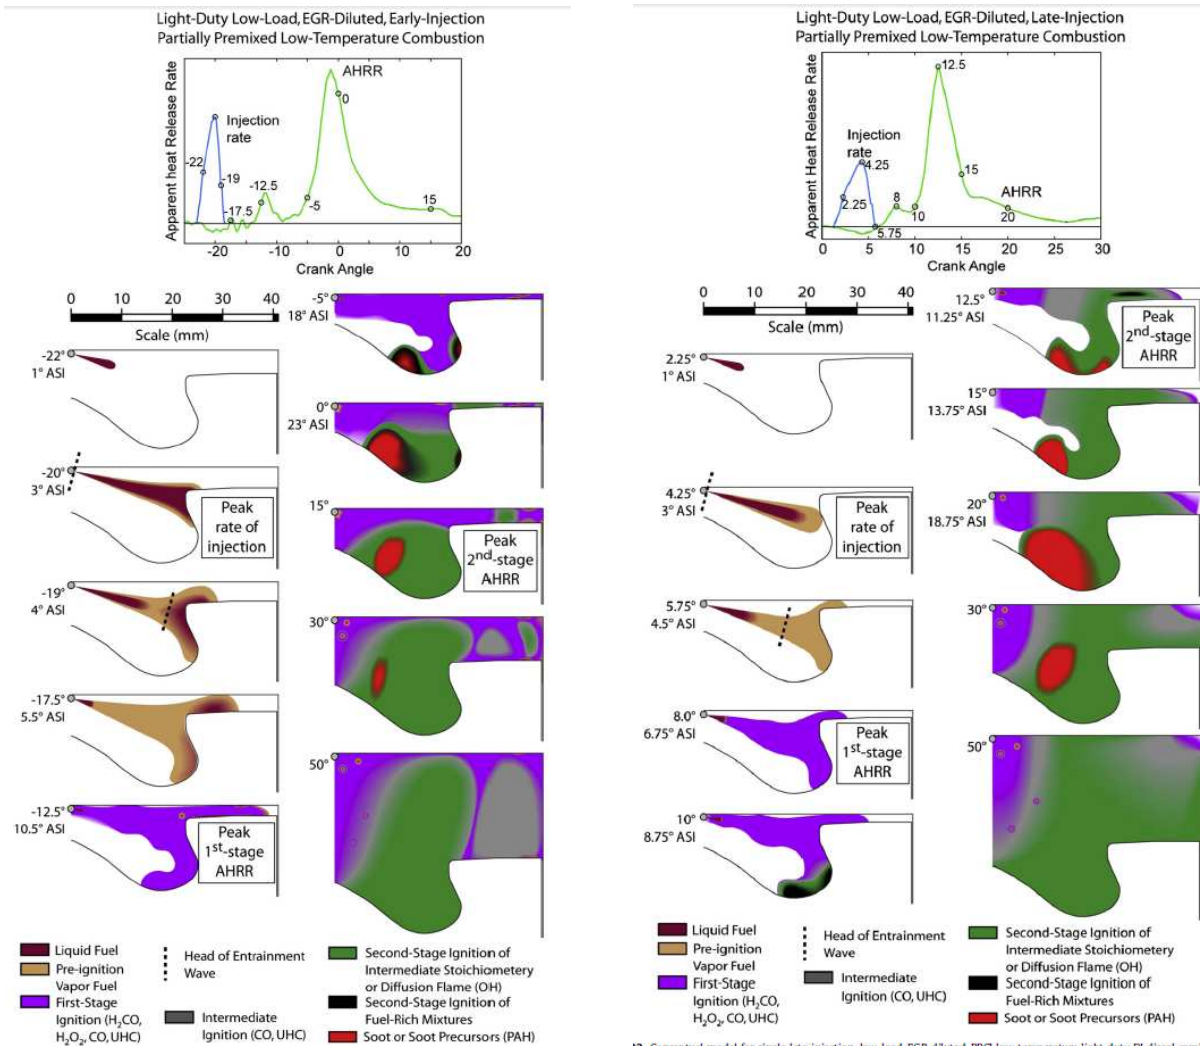 Light-Duty Low-Load, EGR-Diluted, Early-Injection
Partially Premixed Low-Temperature Combustion
Apparent Heat Release Rate
AHRR
0
Injection
rate
-22
-19
-12.5
-17.5
-5
15
-20
-10
0
10
20
Crank Angle
0
10
20
30
40
Scale (mm)
-22°
1° ASI
-20°
3° ASI
Peak
rate of
injection
-19°
4° ASI
-17.5°
5.5° ASI
-12.5°
10.5° ASI
Peak
1st-stage
AHRR
-5°
18° ASI
0°
23° ASI
15°
Peak
2nd-stage
AHRR
30°
50°
Liquid Fuel
Pre-ignition
Vapor Fuel
First-Stage
Ignition (H2CO,
H2O2, CO, UHC)
Head of Entrainment
Wave
Intermediate
Ignition (CO, UHC)
Second-Stage Ignition of
Intermediate Stoichiometery
or Diffusion Flame (OH)
Second-Stage Ignition of
Fuel-Rich Mixtures
Soot or Soot Precursors (PAH)
Light-Duty Low-Load, EGR-Diluted, Late-Injection
Partially Premixed Low-Temperature Combustion
Apparent Heat Release Rate
12.5
Injection
rate
4.25
15
2.25
8
AHRR
10
20
5.75
0
5
10
15
20
25
30
Crank Angle
0
10
20
30
40
Scale (mm)
2.25°
1° ASI
4.25°
3° ASI
Peak
rate of
injection
5.75°
4.5° ASI
8.0°
6.75° ASI
Peak
1st-stage
AHRR
10°
8.75° ASI
12.5°
11.25° ASI
Peak
2nd-stage
AHRR
15°
13.75° ASI
20°
18.75° ASI
30°
50°
Liquid Fuel
Pre-ignition
Vapor Fuel
First-Stage
Ignition (H2CO,
H2O2, CO, UHC)
Head of Entrainment
Wave
Intermediate
Ignition (CO, UHC)
Second-Stage Ignition of
Intermediate Stoichiometery
or Diffusion Flame (OH)
Second-Stage Ignition of
Fuel-Rich Mixtures
Soot or Soot Precursors (PAH)